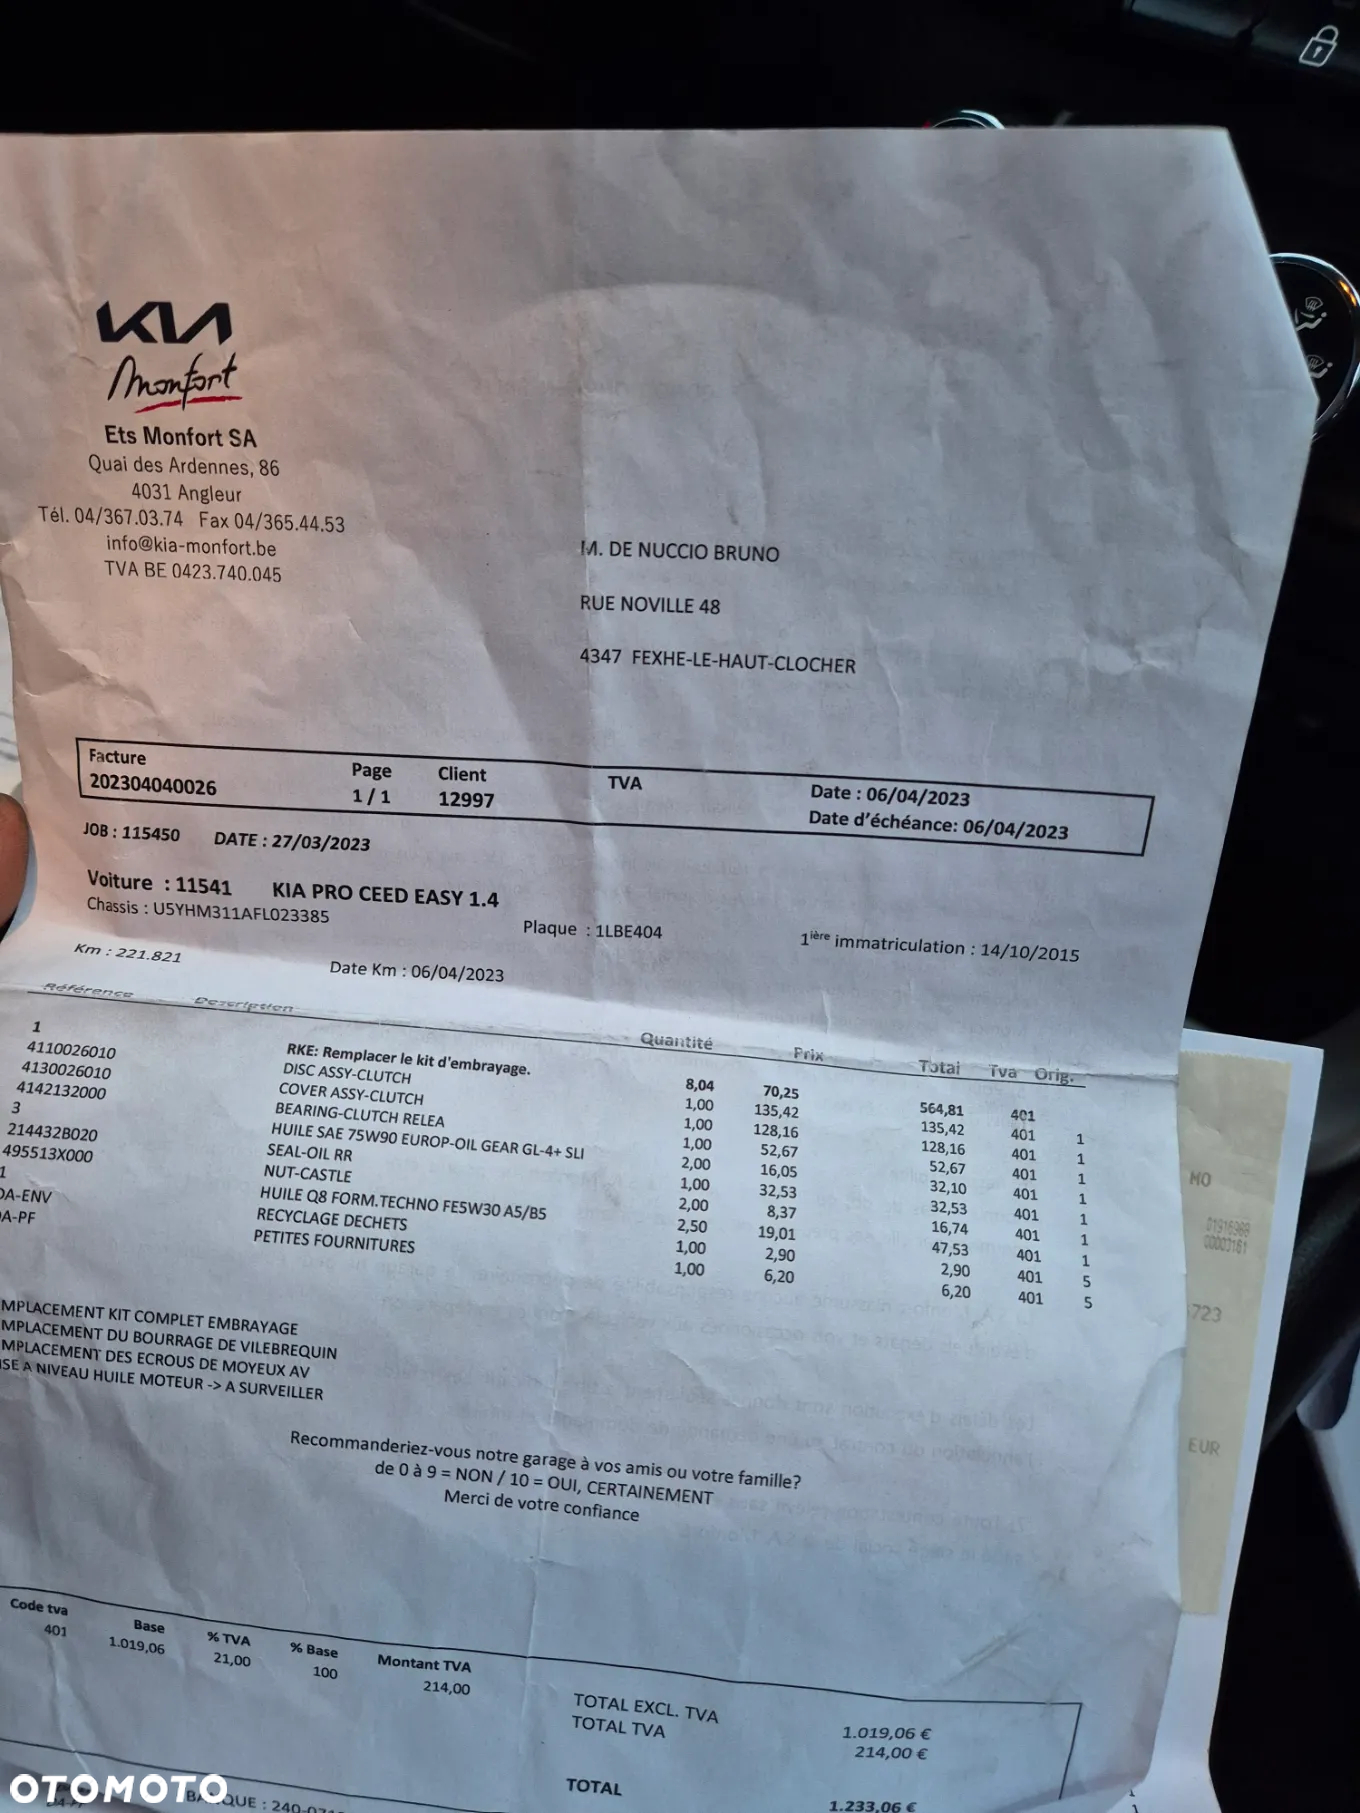 KIA
Monfort
Ets Monfort SA
Quai des Ardennes, 86
4031 Angleur
Tél. 04/367.03.74 Fax 04/365.44.53
info@kia-monfort.be
TVA BE 0423.740.045
M. DE NUCCIO BRUNO
RUE NOVILLE 48
4347 FEXHE-LE-HAUT-CLOCHER
Facture Page Client TVA Date : 06/04/2023
202304040026 1 / 1 12997 Date d'échéance: 06/04/2023
JOB : 115450 DATE : 27/03/2023
Voiture : 11541 KIA PRO CEED EASY 1.4
Chassis : U5YHM311AFL023385 Plaque : 1LBE404 1ière immatriculation : 14/10/2015
Km : 221.821 Date Km : 06/04/2023
Référence Description Quantité Prix Total Tva Orig.
1 RKE: Remplacer le kit d'embrayage. 8,04 70,25 564,81 401
4110026010 DISC ASSY-CLUTCH 1,00 135,42 135,42 401 1
4130026010 COVER ASSY-CLUTCH 1,00 128,16 128,16 401 1
4142132000 BEARING-CLUTCH RELEA 1,00 52,67 52,67 401 1
3 HUILE SAE 75W90 EUROP-OIL GEAR GL-4+ SLI 2,00 16,05 32,10 401 1
214432B020 SEAL-OIL RR 1,00 32,53 32,53 401 1
495513X000 NUT-CASTLE 2,00 8,37 16,74 401 1
1 HUILE Q8 FORM.TECHNO FE5W30 A5/B5 2,50 19,01 47,53 401 1
DA-ENV RECYCLAGE DECHETS 1,00 2,90 2,90 401 5
DA-PF PETITES FOURNITURES 1,00 6,20 6,20 401 5
MPLACEMENT KIT COMPLET EMBRAYAGE
MPLACEMENT DU BOURRAGE DE VILEBREQUIN
MPLACEMENT DES ECROUS DE MOYEUX AV
ISE A NIVEAU HUILE MOTEUR -> A SURVEILLER
Recommanderiez-vous notre garage à vos amis ou votre famille?
de 0 à 9 = NON / 10 = OUI, CERTAINEMENT
Merci de votre confiance
Code tva Base % TVA % Base Montant TVA
401 1.019,06 21,00 100 214,00
TOTAL EXCL. TVA 1.019,06 €
TOTAL TVA 214,00 €
TOTAL 1.233,06 €
MO
01916969
00003161
723
EUR
OTOMOTO